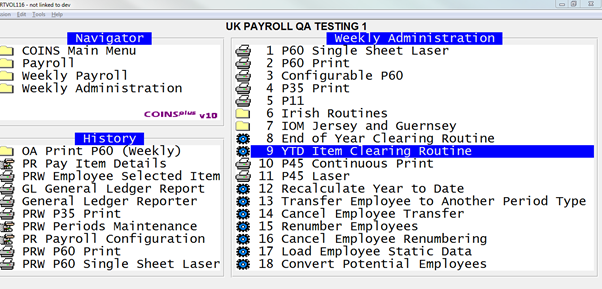 RTVOL116 - not linked to dev
Edit Tools Help
UK PAYROLL QA TESTING 1
Navigator
COINS Main Menu
Payroll
Weekly Payroll
Weekly Administration
COINSplus v10
History
OA Print P60 (Weekly)
PR Pay Item Details
PRW Employee Selected Item
GL General Ledger Report
General Ledger Reporter
PRW P35 Print
PRW Periods Maintenance
PR Payroll Configuration
PRW P60 Print
PRW P60 Single Sheet Laser
Weekly Administration
1 P60 Single Sheet Laser
2 P60 Print
3 Configurable P60
4 P35 Print
5 P11
6 Irish Routines
7 IOM Jersey and Guernsey
8 End of Year Clearing Routine
9 YTD Item Clearing Routine
10 P45 Continuous Print
11 P45 Laser
12 Recalculate Year to Date
13 Transfer Employee to Another Period Type
14 Cancel Employee Transfer
15 Renumber Employees
16 Cancel Employee Renumbering
17 Load Employee Static Data
18 Convert Potential Employees